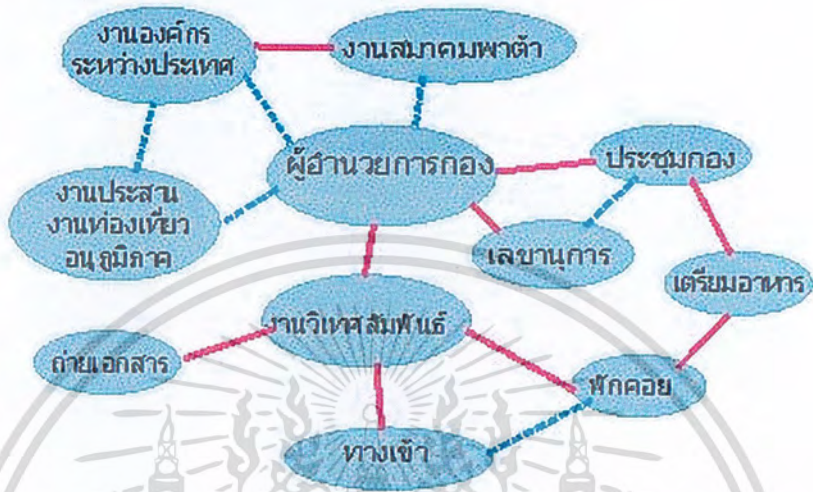 งานองค์กร
ระหว่างประเทศ
งานสมาคมพาต้า
ผู้อำนวยการกอง
ประชุมกอง
งานประสาน
งานท่องเที่ยว
อนุภูมิภาค
เลขานุการ
เตรียมอาหาร
งานวิเทศสัมพันธ์
ถ่ายเอกสาร
พักคอย
ทางเข้า